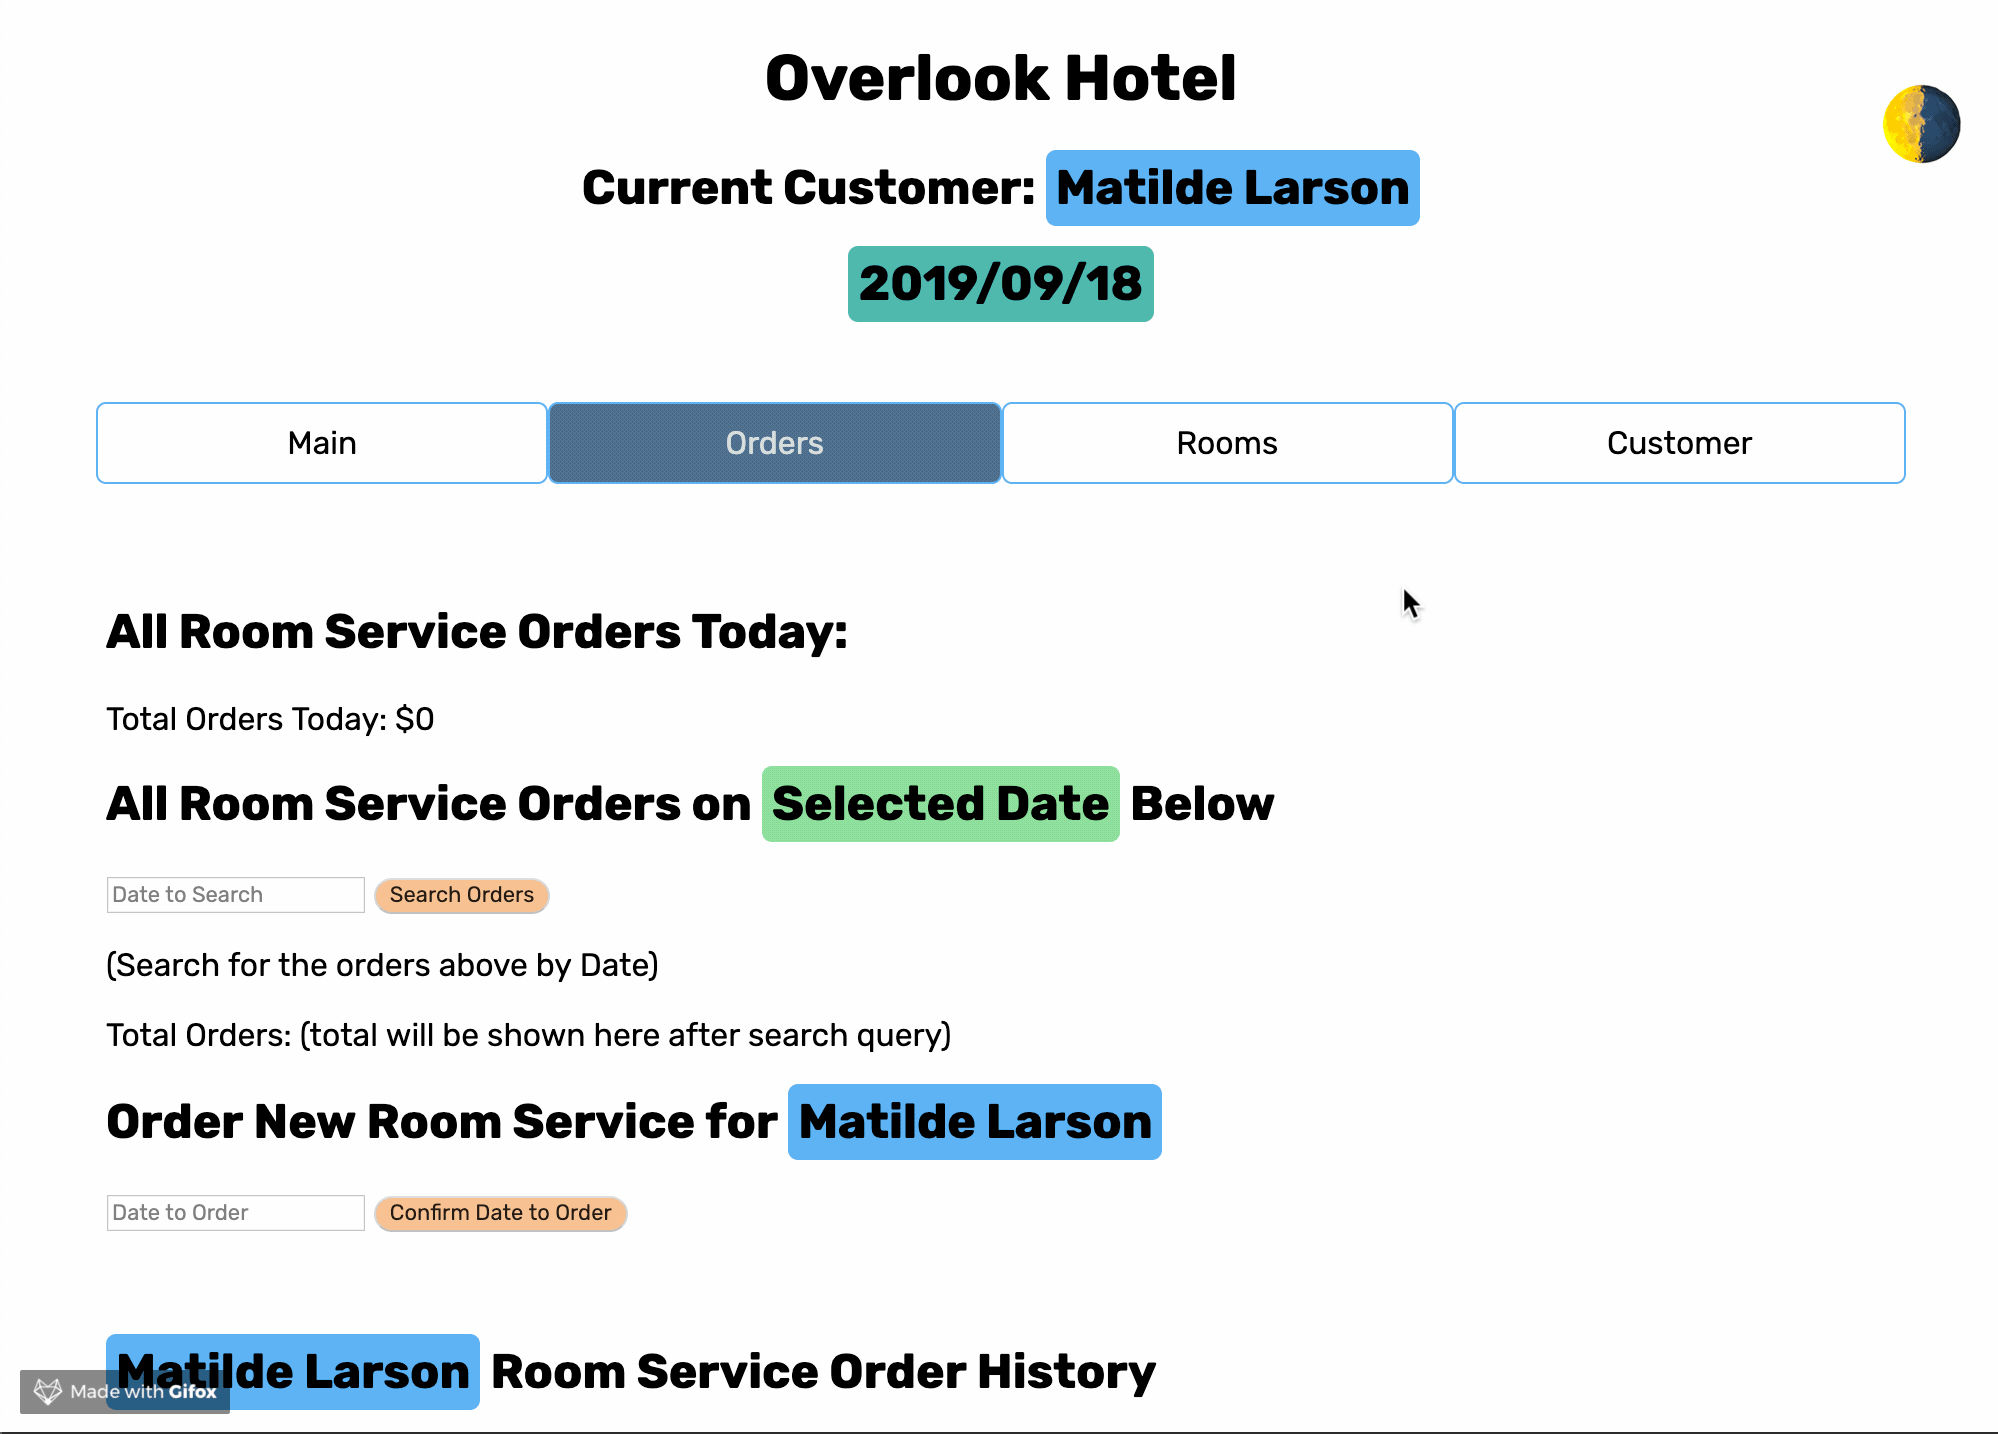 Overlook Hotel
Current Customer: Matilde Larson
2019/09/18
Main Orders Rooms Customer
All Room Service Orders Today:
Total Orders Today: $0
All Room Service Orders on Selected Date Below
Date to Search Search Orders
(Search for the orders above by Date)
Total Orders: (total will be shown here after search query)
Order New Room Service for Matilde Larson
Date to Order Confirm Date to Order
Matilde Larson Room Service Order History
Made with Gifox